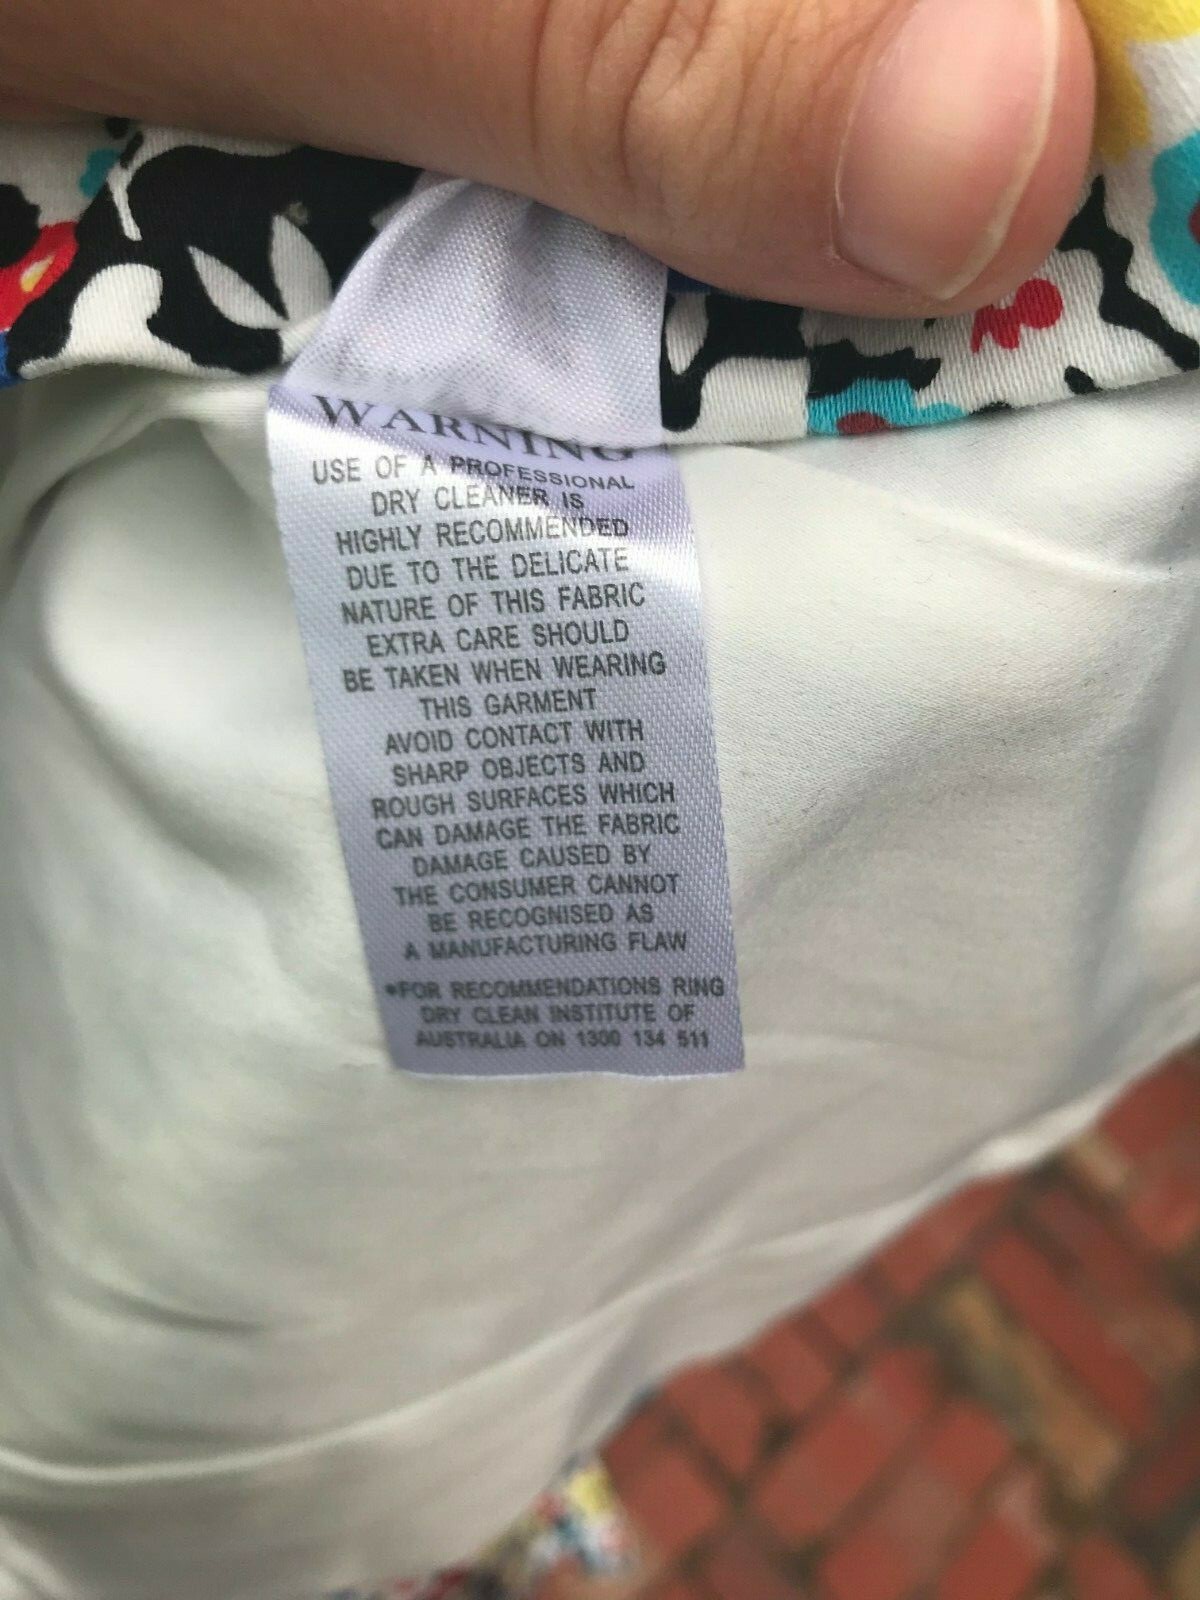 WARNING
USE OF A PROFESSIONAL
DRY CLEANER IS
HIGHLY RECOMMENDED
DUE TO THE DELICATE
NATURE OF THIS FABRIC
EXTRA CARE SHOULD
BE TAKEN WHEN WEARING
THIS GARMENT
AVOID CONTACT WITH
SHARP OBJECTS AND
ROUGH SURFACES WHICH
CAN DAMAGE THE FABRIC
DAMAGE CAUSED BY
THE CONSUMER CANNOT
BE RECOGNISED AS
A MANUFACTURING FLAW
*FOR RECOMMENDATIONS RING
DRY CLEAN INSTITUTE OF
AUSTRALIA ON 1300 134 511